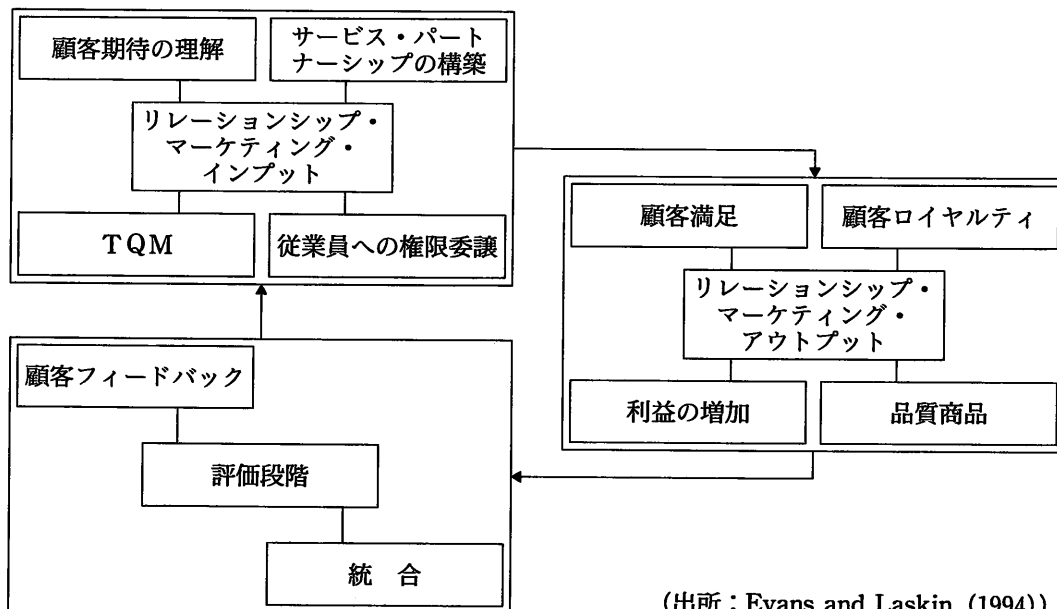 顧客期待の理解
サービス・パート
ナーシップの構築
リレーションシップ・
マーケティング・
インプット
TQM
従業員への権限委譲
顧客満足
顧客ロイヤルティ
リレーションシップ・
マーケティング・
アウトプット
利益の増加
品質商品
顧客フィードバック
評価段階
統 合
(出所:Evans and Laskin (1994))